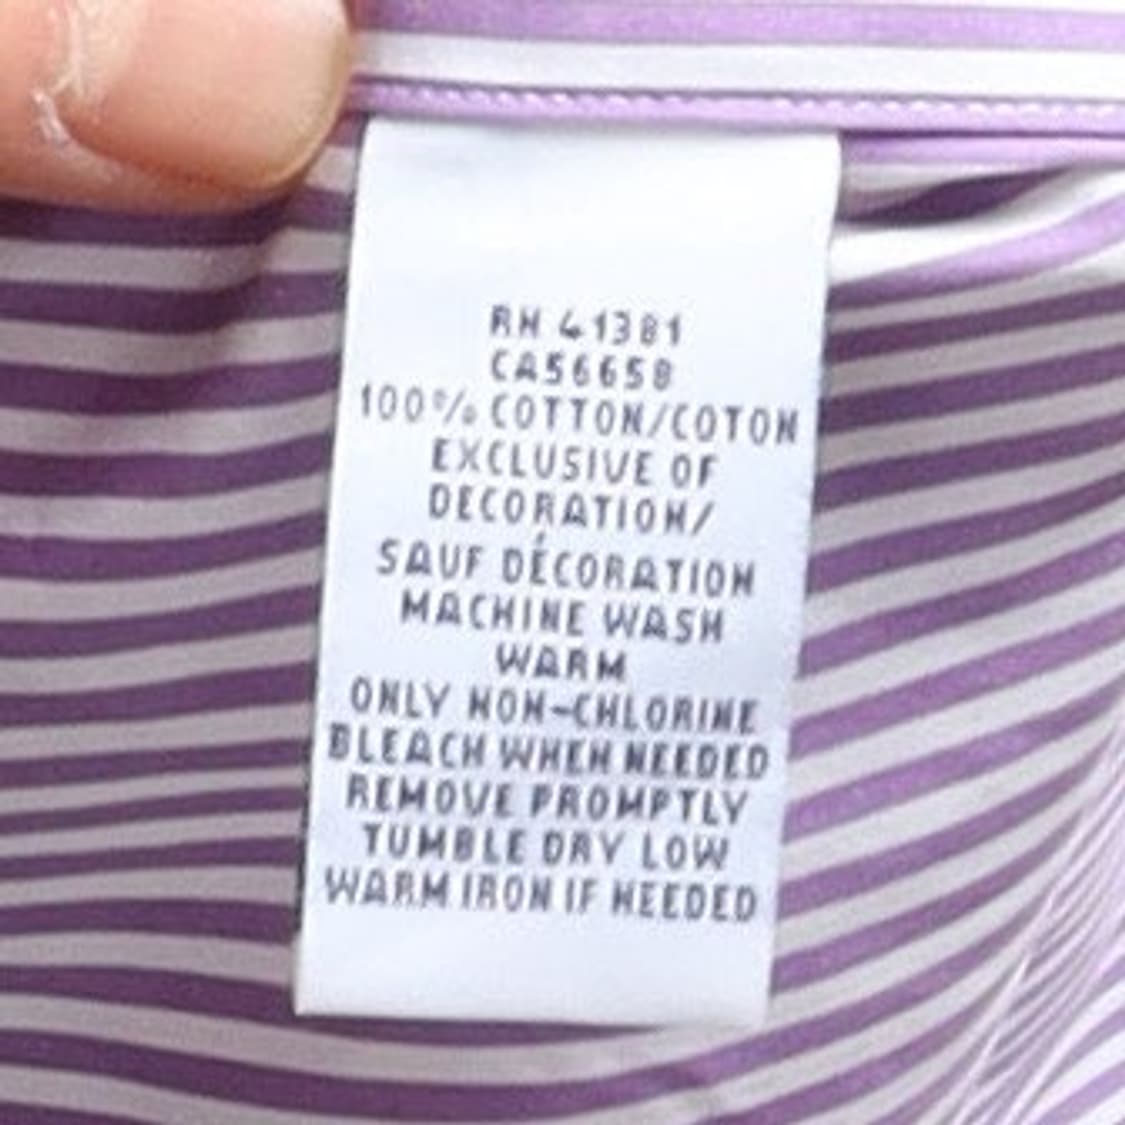 RN 41381
CA56658
100% COTTON/COTON
EXCLUSIVE OF
DECORATION/
SAUF DÉCORATION
MACHINE WASH
WARM
ONLY NON-CHLORINE
BLEACH WHEN NEEDED
REMOVE PROMPTLY
TUMBLE DRY LOW
WARM IRON IF NEEDED